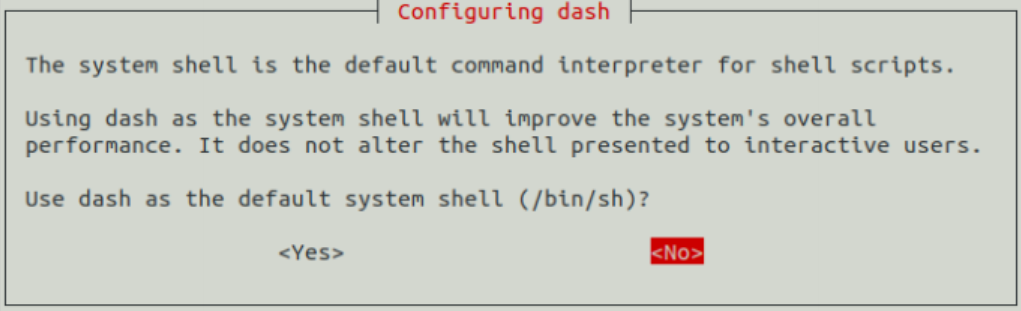 Configuring dash
The system shell is the default command interpreter for shell scripts.
Using dash as the system shell will improve the system's overall
performance. It does not alter the shell presented to interactive users.
Use dash as the default system shell (/bin/sh)?
<Yes> <No>